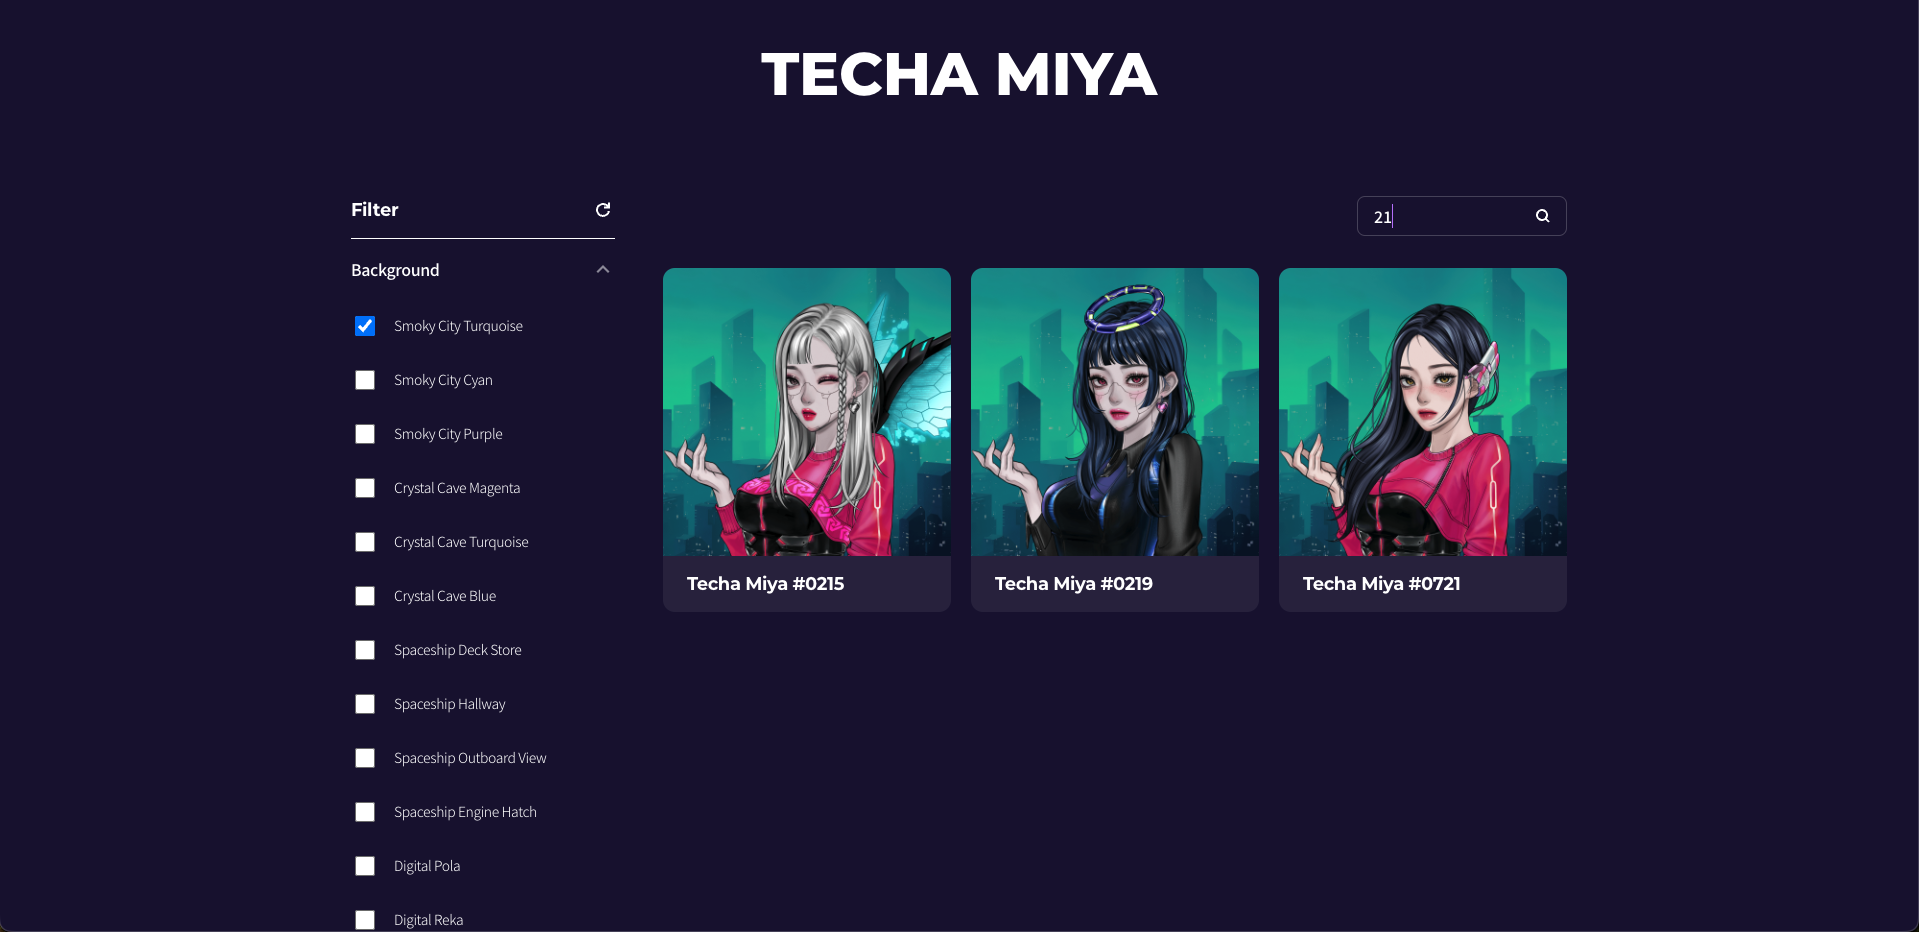 TECHA MIYA
Filter
21
Background
Smoky City Turquoise
Smoky City Cyan
Smoky City Purple
Crystal Cave Magenta
Crystal Cave Turquoise
Crystal Cave Blue
Spaceship Deck Store
Spaceship Hallway
Spaceship Outboard View
Spaceship Engine Hatch
Digital Pola
Digital Reka
Techa Miya #0215
Techa Miya #0219
Techa Miya #0721